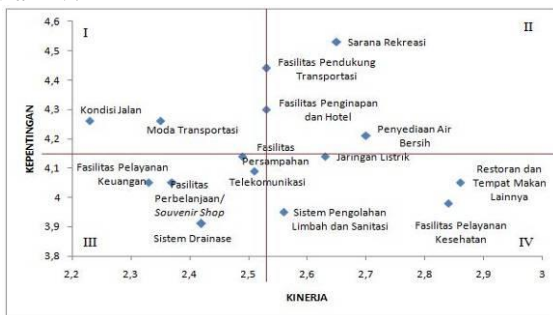 4,6
I
II
4,5
Sarana Rekreasi
4,4
Fasilitas Pendukung
Transportasi
4,3
Kondisi Jalan
Moda Transportasi
Fasilitas Penginapan
dan Hotel
Penyediaan Air
Bersih
4,2
KEPENTINGAN
4,1
Fasilitas
Persampahan
Jaringan Listrik
Fasilitas Pelayanan
Keuangan
Fasilitas
Perbelanjaan/
Souvenir Shop
Telekomunikasi
Restoran dan
Tempat Makan
Lainnya
4
Sistem Pengolahan
Limbah dan Sanitasi
Fasilitas Pelayanan
Kesehatan
3,9
III
Sistem Drainase
IV
3,8
2,2 2,3 2,4 2,5 2,6 2,7 2,8 2,9 3
KINERJA